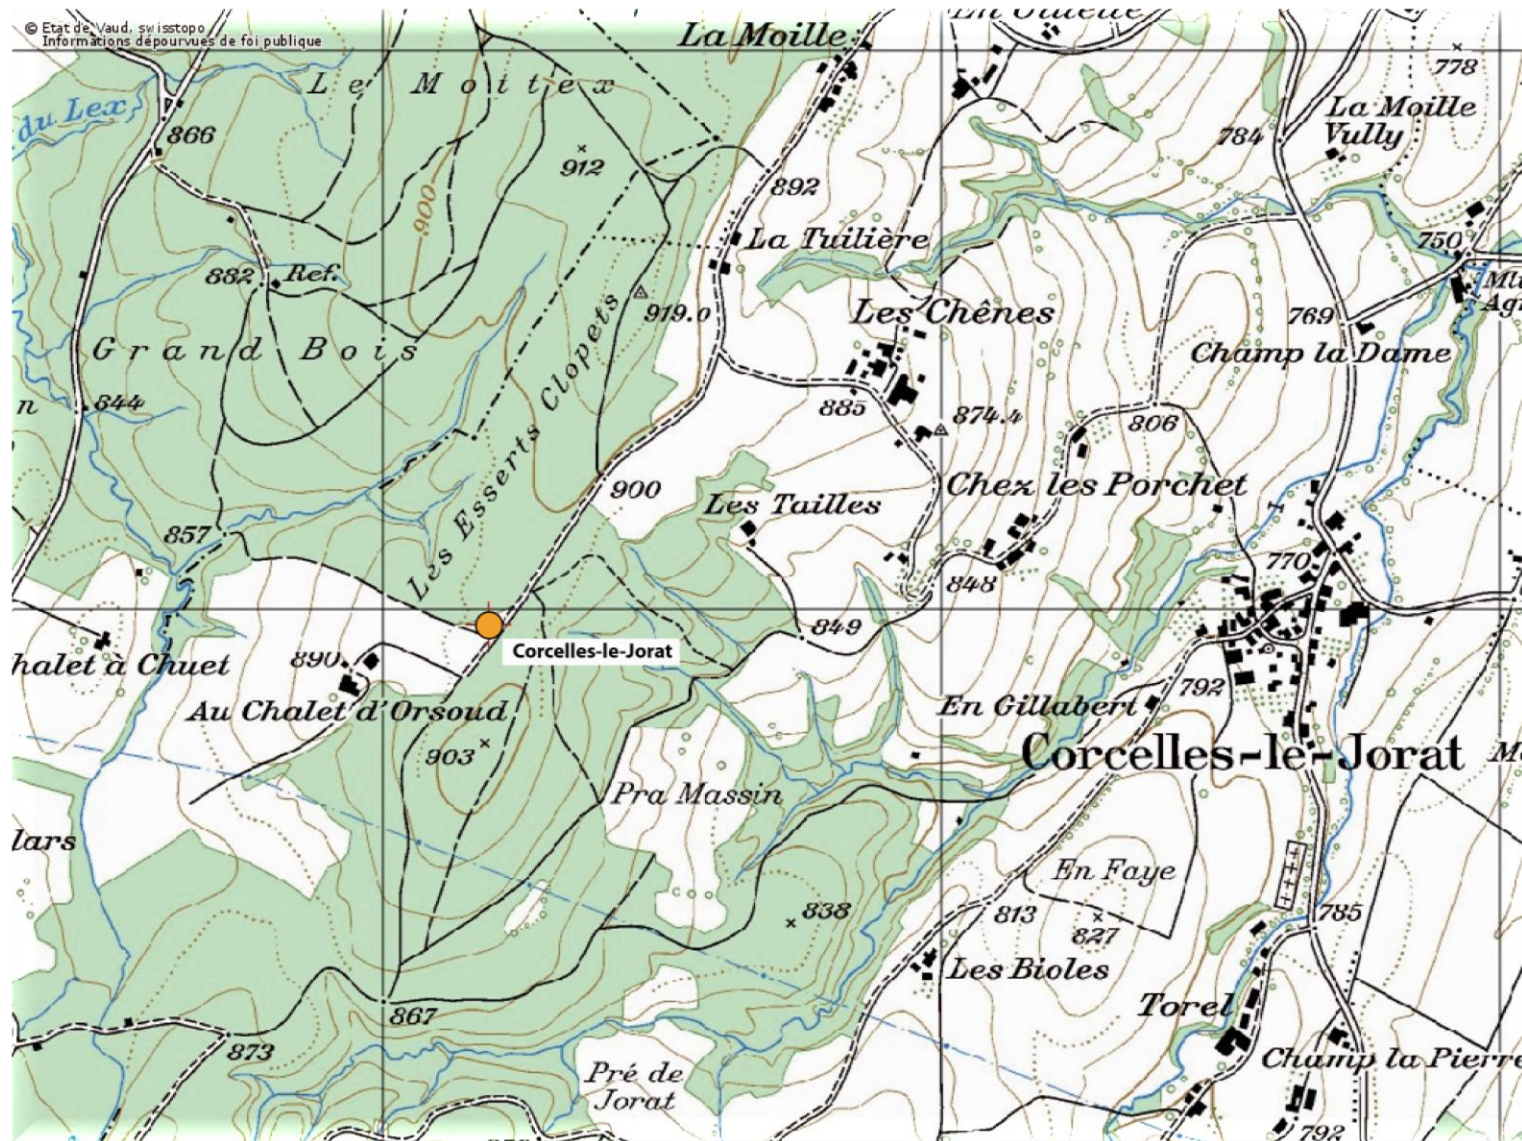 © Etat de Vaud, swisstopo
Informations dépourvues de foi publique
La Moille
778
Le Moitex
du Lex
866
912
892
784
La Moille
Vully
900
La Tuilière
750
882
Ref.
919.0
Les Chênes
769
Champ la Dame
Grand Bois
Les Esserts Clopets
844
885
874.4
806
900
Les Tailles
Chex les Porchet
857
770
848
849
Corcelles-le-Jorat
halet à Chuet
890
792
Au Chalet d'Orsoud
En Gillabert
903
Corcelles-le-Jorat
Pra Massin
lars
En Faye
838
813
827
785
Les Bioles
867
Torel
873
Champ la Pierre
Pré de
Jorat
792